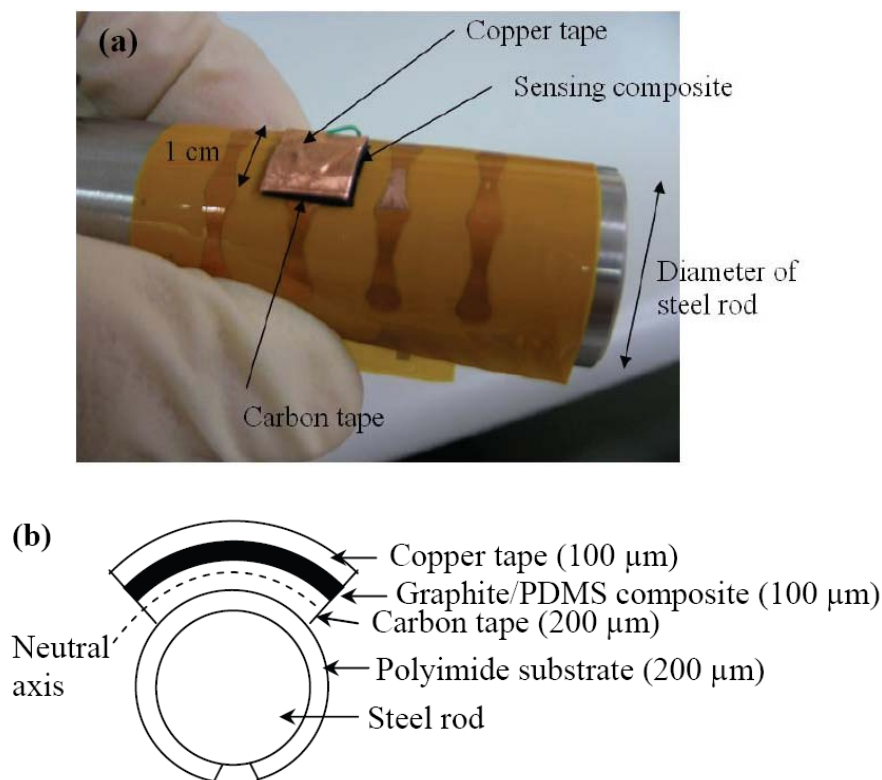 (a)
Copper tape
Sensing composite
1 cm
Diameter of
steel rod
Carbon tape
(b)
Copper tape (100 µm)
Graphite/PDMS composite (100 µm)
Carbon tape (200 µm)
Neutral
axis
Polyimide substrate (200 µm)
Steel rod